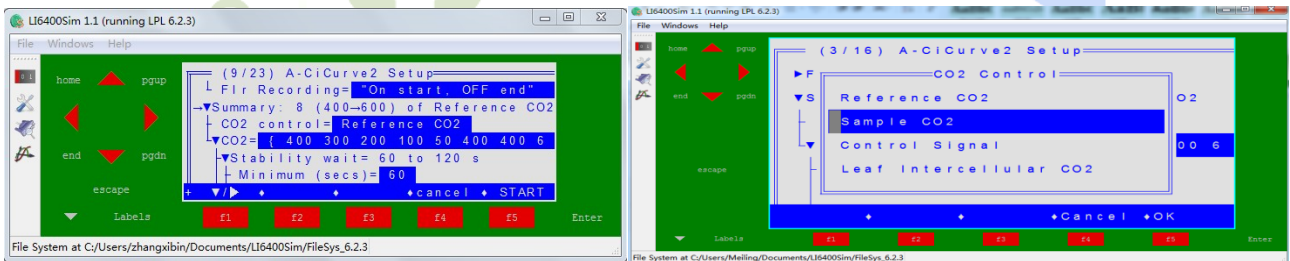 LI6400Sim 1.1 (running LPL 6.2.3)
File Windows Help
home pgup
end pgdn
escape
(9/23) A-CiCurve2 Setup
Flr Recording= "On start, OFF end"
→▼Summary: 8 (400→600) of Reference CO2
CO2 control= Reference CO2
▼CO2= { 400 300 200 100 50 400 400 6
▼Stability wait= 60 to 120 s
Minimum (secs)= 60
+ ▼/▶ ♦ ♦ ♦cancel ♦ START
Labels f1 f2 f3 f4 f5 Enter
File System at C:/Users/zhangxibin/Documents/LI6400Sim/FileSys_6.2.3
LI6400Sim 1.1 (running LPL 6.2.3)
File Windows Help
home pgup
end pgdn
escape
(3/16) A-CiCurve2 Setup
▶F CO2 Control
▼S Reference CO2 O2
Sample CO2
▼ Control Signal 00 6
Leaf Intercellular CO2
♦ ♦ ♦Cancel ♦OK
Labels f1 f2 f3 f4 f5 Enter
File System at C:/Users/Meiling/Documents/LI6400Sim/FileSys_6.2.3